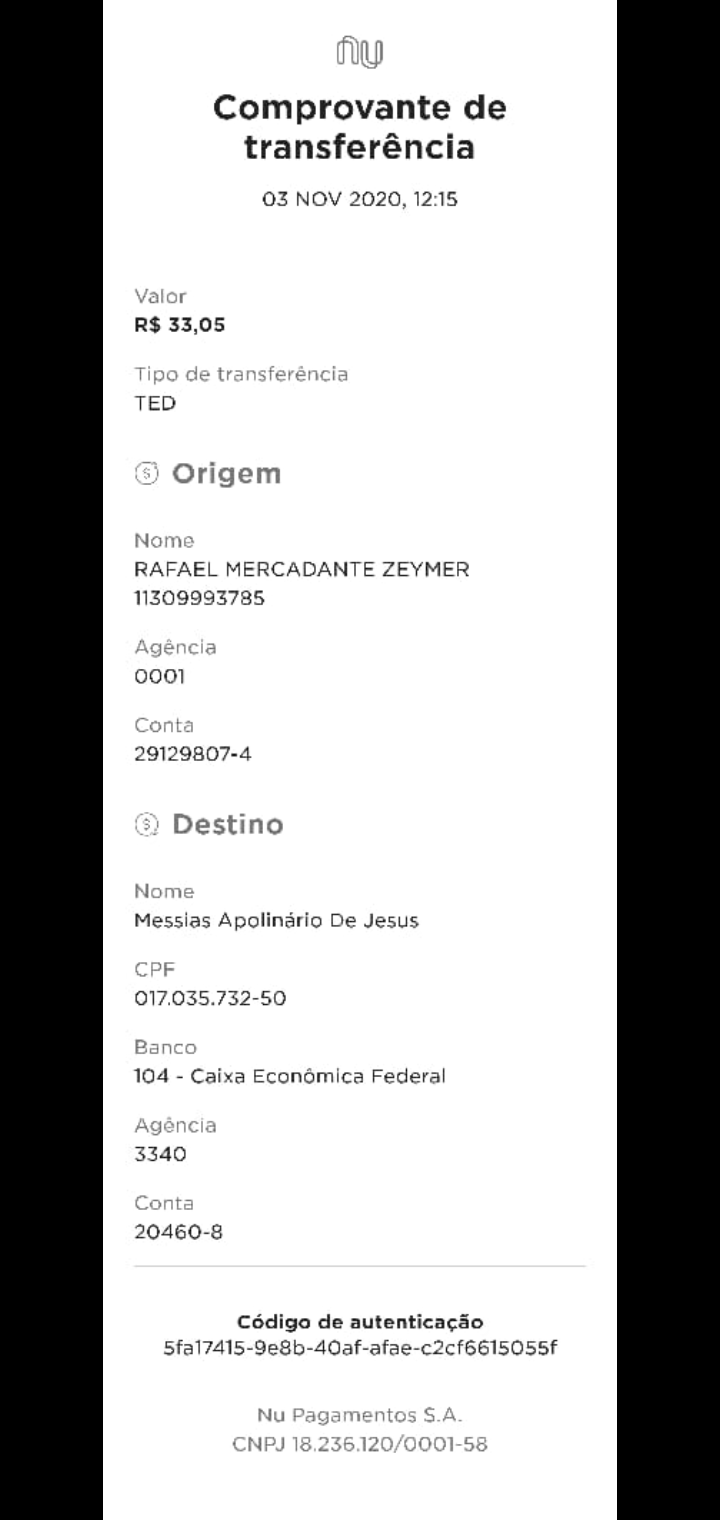 nu
Comprovante de
transferência
03 NOV 2020, 12:15
Valor
R$ 33,05
Tipo de transferência
TED
Origem
Nome
RAFAEL MERCADANTE ZEYMER
11309993785
Agência
0001
Conta
29129807-4
Destino
Nome
Messias Apolinário De Jesus
CPF
017.035.732-50
Banco
104 - Caixa Econômica Federal
Agência
3340
Conta
20460-8
Código de autenticação
5fa17415-9e8b-40af-afae-c2cf6615055f
Nu Pagamentos S.A.
CNPJ 18.236.120/0001-58